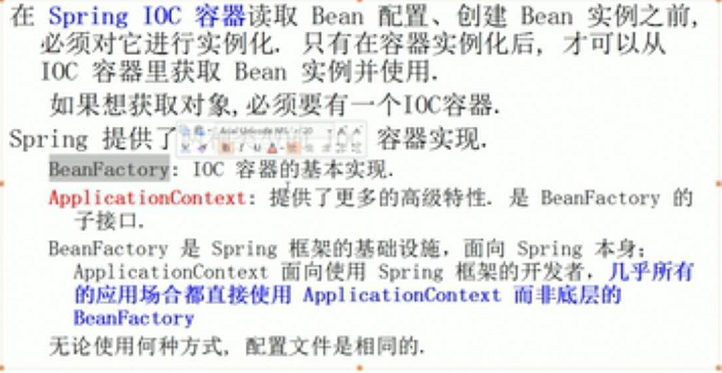 在 Spring IOC 容器读取 Bean 配置、创建 Bean 实例之前,
必须对它进行实例化. 只有在容器实例化后, 才可以从
IOC 容器里获取 Bean 实例并使用.
如果想获取对象,必须要有一个IOC容器.
Spring 提供了 容器实现.
BeanFactory: IOC 容器的基本实现.
ApplicationContext: 提供了更多的高级特性. 是 BeanFactory 的
子接口.
BeanFactory 是 Spring 框架的基础设施, 面向 Spring 本身;
ApplicationContext 面向使用 Spring 框架的开发者, 几乎所有
的应用场合都直接使用 ApplicationContext 而非底层的
BeanFactory
无论使用何种方式, 配置文件是相同的.